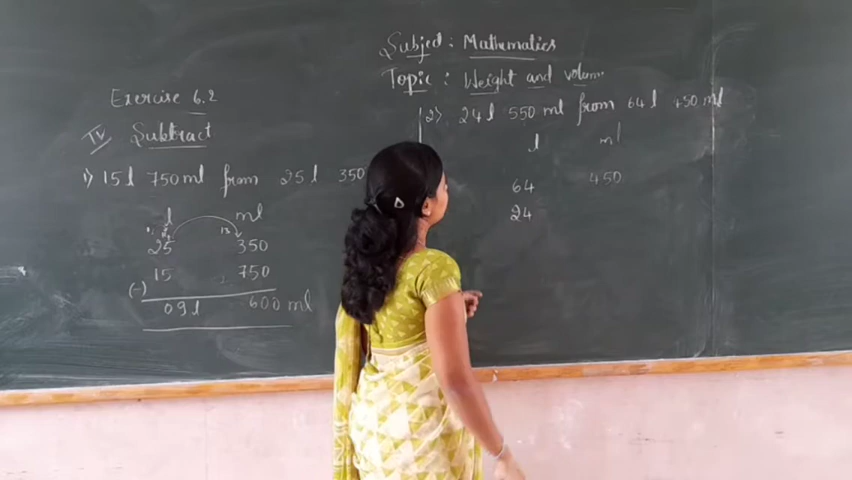 Subject : Mathematics
Topic : Weight and volume
Exercise 6.2
IV Subtract
1) 15 l 750 ml from 25 l 350
l ml
25 350
15 750
(-)
09 l 600 ml
(2) 24 l 550 ml from 64 l 450 ml
l ml
64 450
24